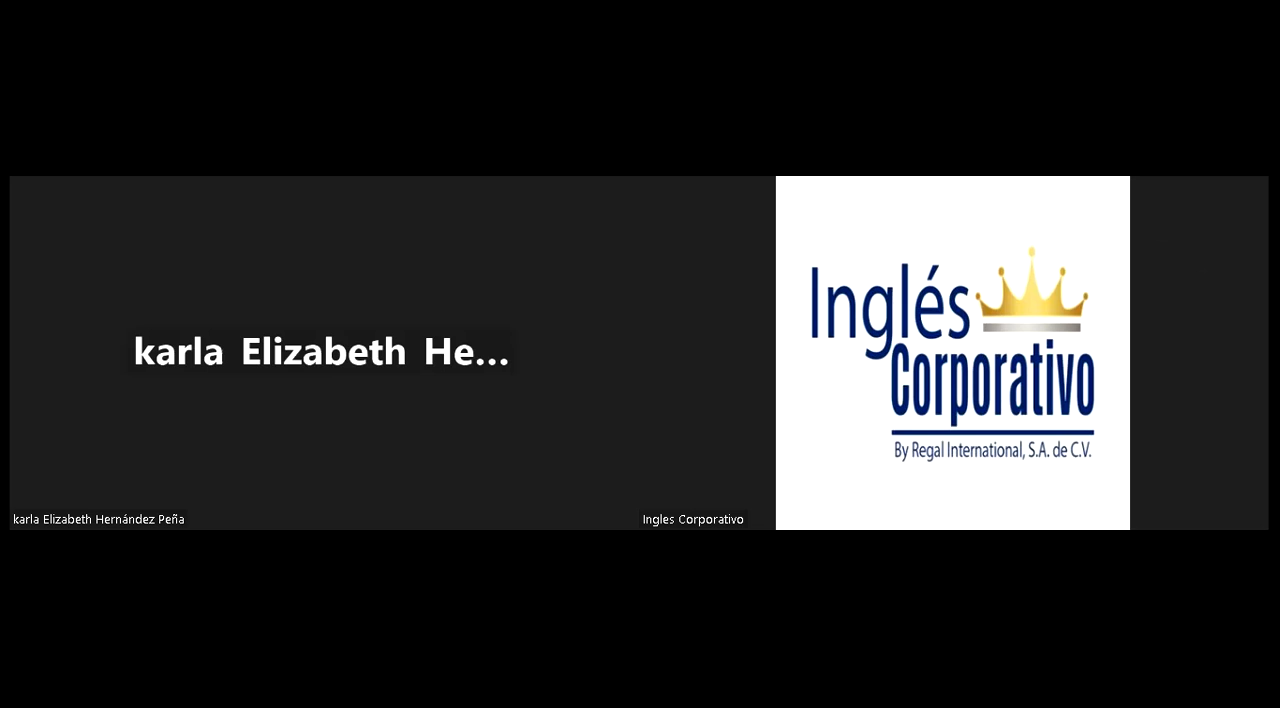 karla Elizabeth He...
karla Elizabeth Hernández Peña
Inglés
Corporativo
By Regal International, S.A. de C.V.
Ingles Corporativo